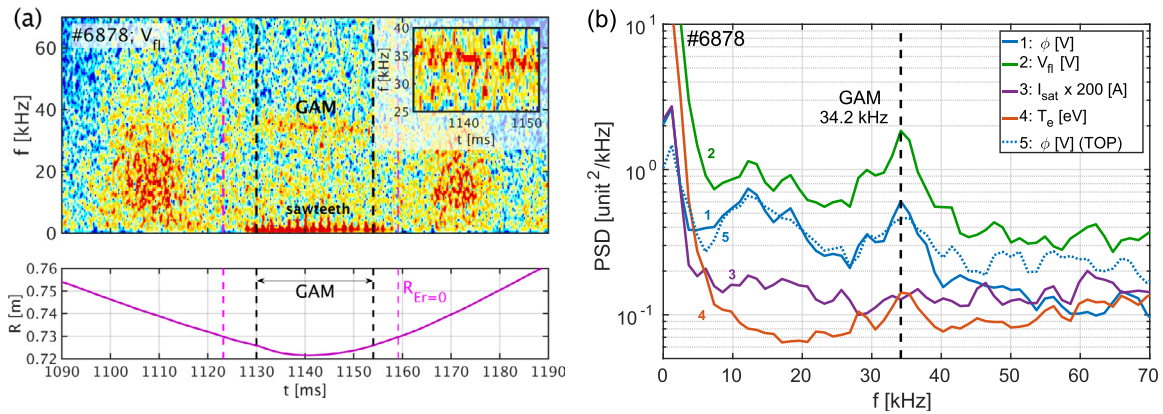 (a)
#6878; V_fl
f [kHz]
70
60
40
20
0
GAM
sawteeth
f [kHz]
40
35
30
25
1140
1150
t [ms]
R [m]
0.76
0.75
0.74
0.73
0.72
GAM
R_Er=0
1090 1100 1110 1120 1130 1140 1150 1160 1170 1180 1190
t [ms]
(b)
#6878
PSD [unit ²/kHz]
10¹
10⁰
10⁻¹
GAM
34.2 kHz
1: ϕ [V]
2: V_fl [V]
3: I_sat x 200 [A]
4: T_e [eV]
5: ϕ [V] (TOP)
2
1
5
3
4
0 10 20 30 40 50 60 70
f [kHz]